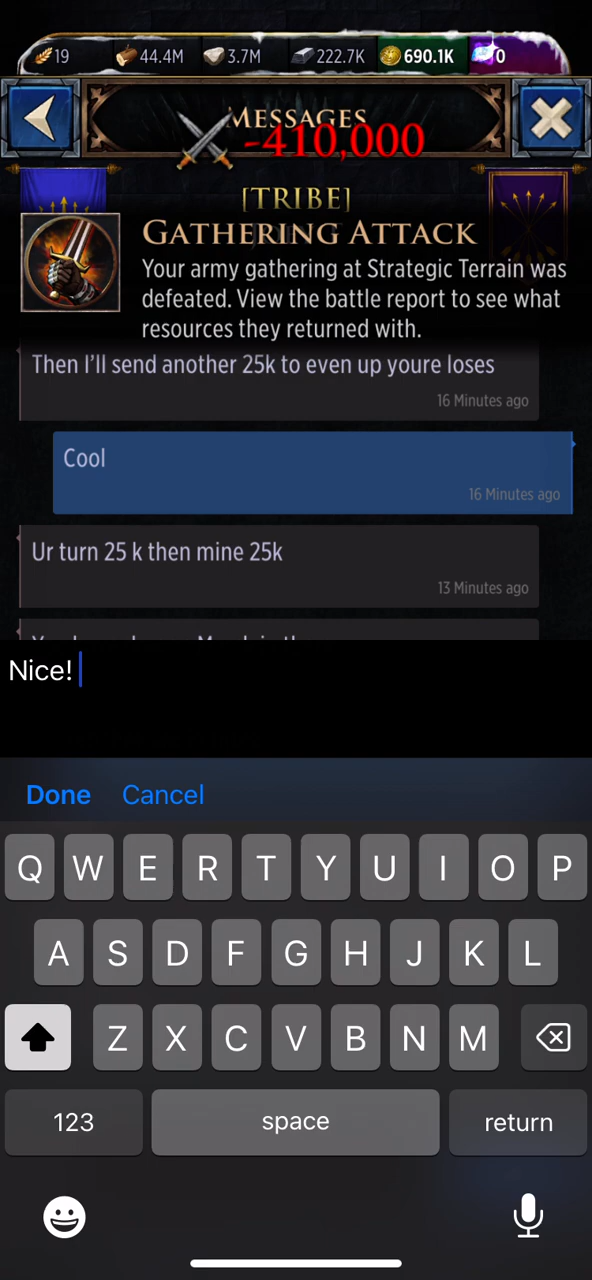 19 44.4M 3.7M 222.7K 690.1K 0
MESSAGES
-410,000
[TRIBE]
GATHERING ATTACK
Your army gathering at Strategic Terrain was
defeated. View the battle report to see what
resources they returned with.
Then I'll send another 25k to even up youre loses
16 Minutes ago
Cool
16 Minutes ago
Ur turn 25 k then mine 25k
13 Minutes ago
Nice!
Done Cancel
Q W E R T Y U I O P
A S D F G H J K L
Z X C V B N M
123 space return